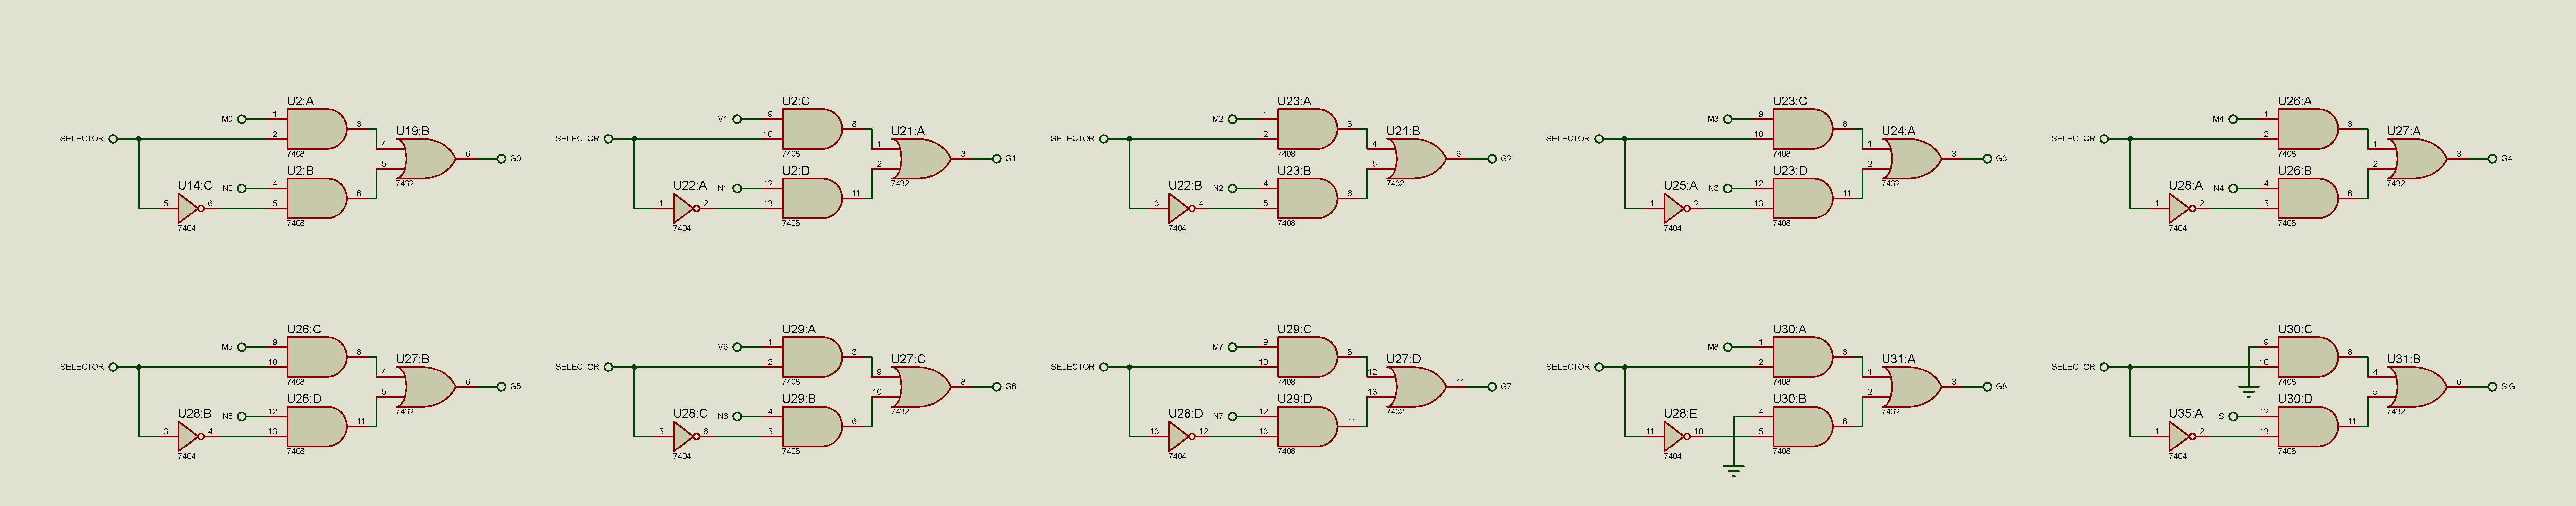 U2:A
M0 1 3 U19:B
SELECTOR 2 4 6 G0
7408
U2:B 5
U14:C N0 4 6 7432
5 6 5
7404 7408
U2:C
M1 9 8 U21:A
SELECTOR 10 1 3 G1
7408
U2:D 2
U22:A N1 12 11 7432
1 2 13
7404 7408
U23:A
M2 1 3 U21:B
SELECTOR 2 4 6 G2
7408
U23:B 5
U22:B N2 4 6 7432
3 4 5
7404 7408
U23:C
M3 9 8 U24:A
SELECTOR 10 1 3 G3
7408
U23:D 2
U25:A N3 12 11 7432
1 2 13
7404 7408
U26:A
M4 1 3 U27:A
SELECTOR 2 1 3 G4
7408
U26:B 2
U28:A N4 4 6 7432
1 2 5
7404 7408
U26:C
M5 9 8 U27:B
SELECTOR 10 4 6 G5
7408
U26:D 5
U28:B N5 12 11 7432
3 4 13
7404 7408
U29:A
M6 1 3 U27:C
SELECTOR 2 9 8 G6
7408
U29:B 10
U28:C N6 4 6 7432
5 6 5
7404 7408
U29:C
M7 9 8 U27:D
SELECTOR 10 12 11 G7
7408
U29:D 13
U28:D N7 12 11 7432
13 12 13
7404 7408
U30:A
M8 1 3 U31:A
SELECTOR 2 1 3 G8
7408
U30:B 2
U28:E 4 6 7432
11 10 5
7404 7408
U30:C
9 8 U31:B
SELECTOR 10 4 6 SIG
7408
U30:D 5
U35:A S 12 11 7432
1 2 13
7404 7408